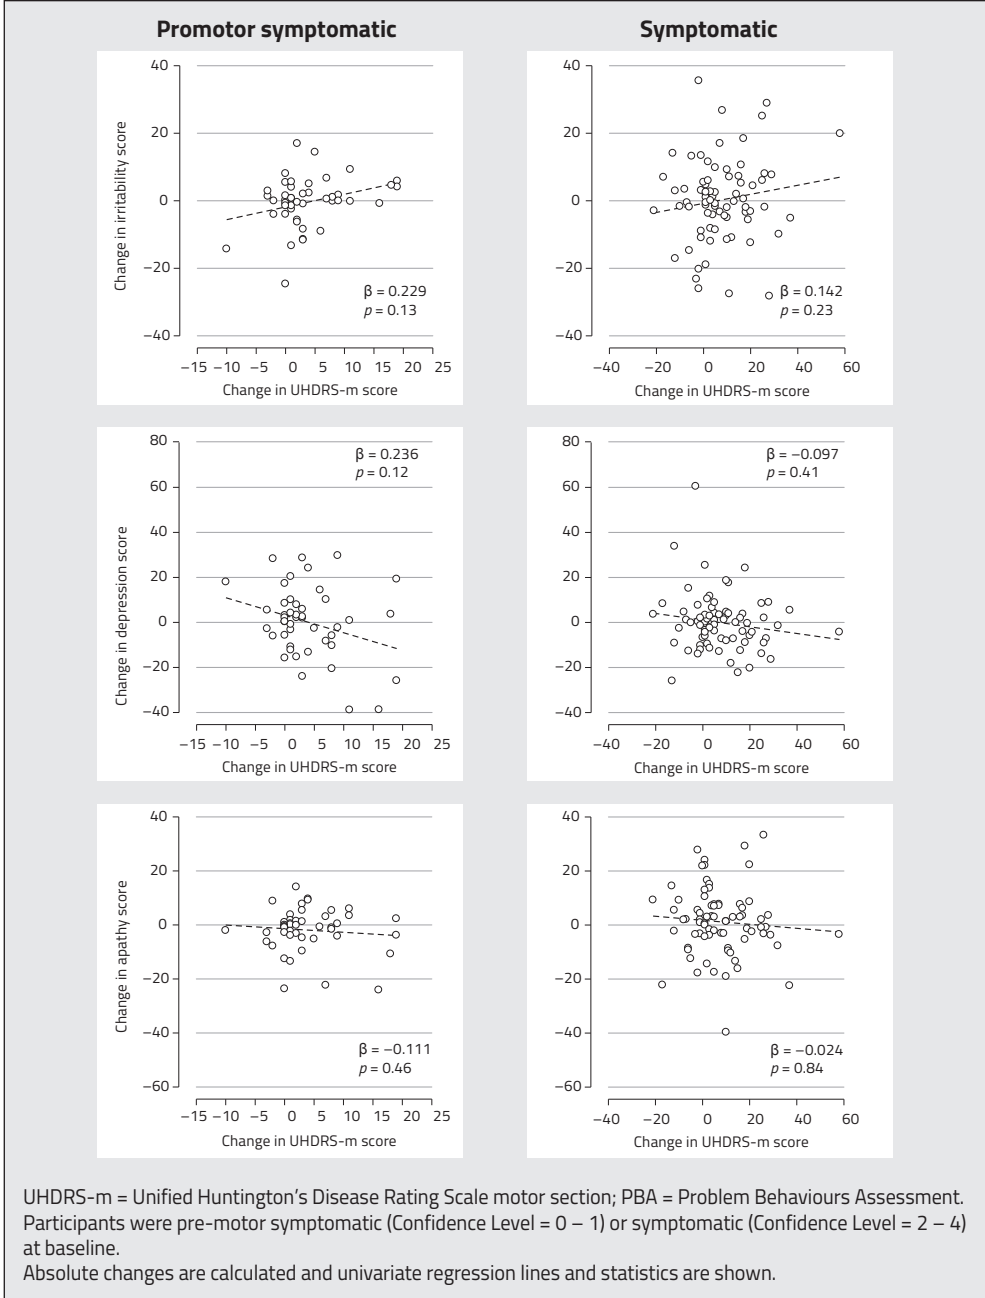 Promotor symptomatic
Symptomatic
Change in irritability score
40
20
0
−20
−40
β = 0.229
p = 0.13
−15 −10 −5 0 5 10 15 20 25
Change in UHDRS-m score
40
20
0
−20
−40
β = 0.142
p = 0.23
−40 −20 0 20 40 60
Change in UHDRS-m score
Change in depression score
80
60
40
20
0
−20
−40
β = 0.236
p = 0.12
−15 −10 −5 0 5 10 15 20 25
Change in UHDRS-m score
80
60
40
20
0
−20
−40
β = −0.097
p = 0.41
−40 −20 0 20 40 60
Change in UHDRS-m score
Change in apathy score
40
20
0
−20
−40
−60
β = −0.111
p = 0.46
−15 −10 −5 0 5 10 15 20 25
Change in UHDRS-m score
40
20
0
−20
−40
−60
β = −0.024
p = 0.84
−40 −20 0 20 40 60
Change in UHDRS-m score
UHDRS-m = Unified Huntington’s Disease Rating Scale motor section; PBA = Problem Behaviours Assessment.
Participants were pre-motor symptomatic (Confidence Level = 0 – 1) or symptomatic (Confidence Level = 2 – 4)
at baseline.
Absolute changes are calculated and univariate regression lines and statistics are shown.